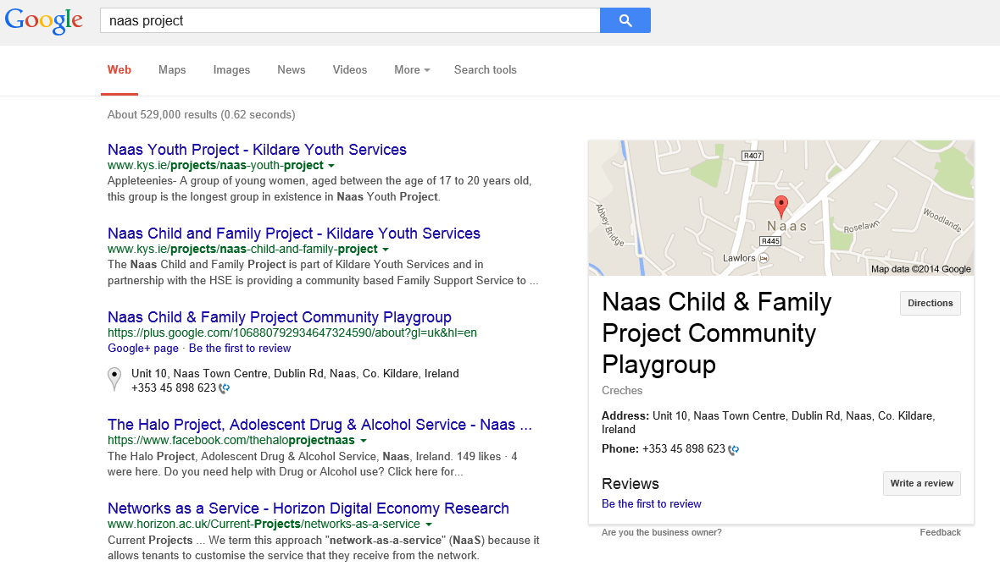 Google
naas project
Web Maps Images News Videos More Search tools
About 529,000 results (0.62 seconds)
Naas Youth Project - Kildare Youth Services
www.kys.ie/projects/naas-youth-project
Appleteenies- A group of young women, aged between the age of 17 to 20 years old,
this group is the longest group in existence in Naas Youth Project.
Naas Child and Family Project - Kildare Youth Services
www.kys.ie/projects/naas-child-and-family-project
The Naas Child and Family Project is part of Kildare Youth Services and in
partnership with the HSE is providing a community based Family Support Service to ...
Naas Child & Family Project Community Playgroup
https://plus.google.com/106880792934647324590/about?gl=uk&hl=en
Google+ page · Be the first to review
Unit 10, Naas Town Centre, Dublin Rd, Naas, Co. Kildare, Ireland
+353 45 898 623
The Halo Project, Adolescent Drug & Alcohol Service - Naas ...
https://www.facebook.com/thehaloprojectnaas
The Halo Project, Adolescent Drug & Alcohol Service, Naas, Ireland. 149 likes · 4
were here. Do you need help with Drug or Alcohol use? Click here for...
Networks as a Service - Horizon Digital Economy Research
www.horizon.ac.uk/Current-Projects/networks-as-a-service
Current Projects ... We term this approach "network-as-a-service" (NaaS) because it
allows tenants to customise the service that they receive from the network.
R407
Abbey Bridge
Naas
Roselawn
Woodlands
R445
Lawlors
Map data ©2014 Google
Naas Child & Family
Project Community
Playgroup
Directions
Creches
Address: Unit 10, Naas Town Centre, Dublin Rd, Naas, Co. Kildare,
Ireland
Phone: +353 45 898 623
Reviews
Write a review
Be the first to review
Are you the business owner?
Feedback